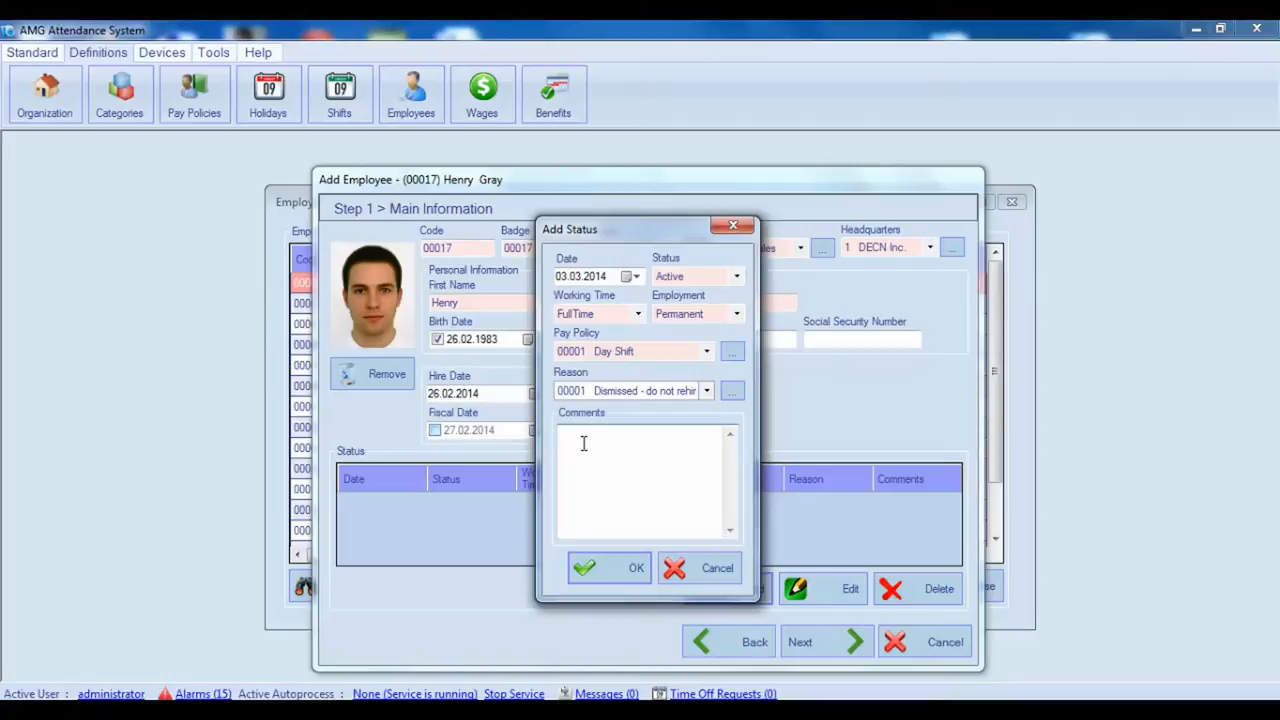 AMG Attendance System
Standard Definitions Devices Tools Help
Organization Categories Pay Policies Holidays Shifts Employees Wages Benefits
Add Employee - (00017) Henry Gray
Step 1 > Main Information
Code Badge Headquarters
00017 00017 1 DECN Inc.
Personal Information
First Name
Henry
Birth Date Social Security Number
26.02.1983
Remove
Hire Date
26.02.2014
Fiscal Date
27.02.2014
Status
Date Status Reason Comments
Edit Delete
Back Next Cancel
Add Status
Date Status
03.03.2014 Active
Working Time Employment
FullTime Permanent
Pay Policy
00001 Day Shift
Reason
00001 Dismissed - do not rehir
Comments
OK Cancel
Active User : administrator Alarms (15) Active Autoprocess : None (Service is running) Stop Service Messages (0) Time Off Requests (0)